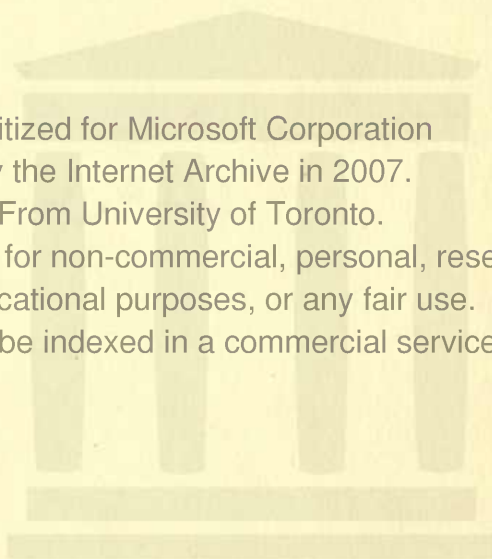 itized for Microsoft Corporation
the Internet Archive in 2007.
From University of Toronto.
for non-commercial, personal, rese
cational purposes, or any fair use.
be indexed in a commercial service